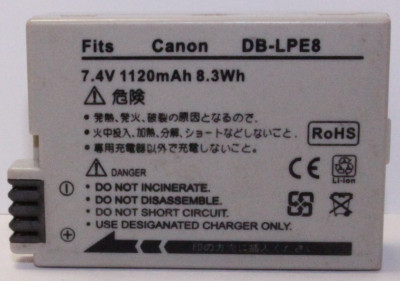 Fits Canon DB-LPE8
7.4V 1120mAh 8.3Wh
⚠ 危険
・発熱、発火、破裂の原因となるので、
・火中投入、加熱、分解、ショートなどしないこと。
・専用充電器以外で充電しないこと。
RoHS
⚠ DANGER
・DO NOT INCINERATE.
・DO NOT DISASSEMBLE.
・DO NOT SHORT CIRCUIT.
・USE DESIGANATED CHARGER ONLY.
CE
Li-ion